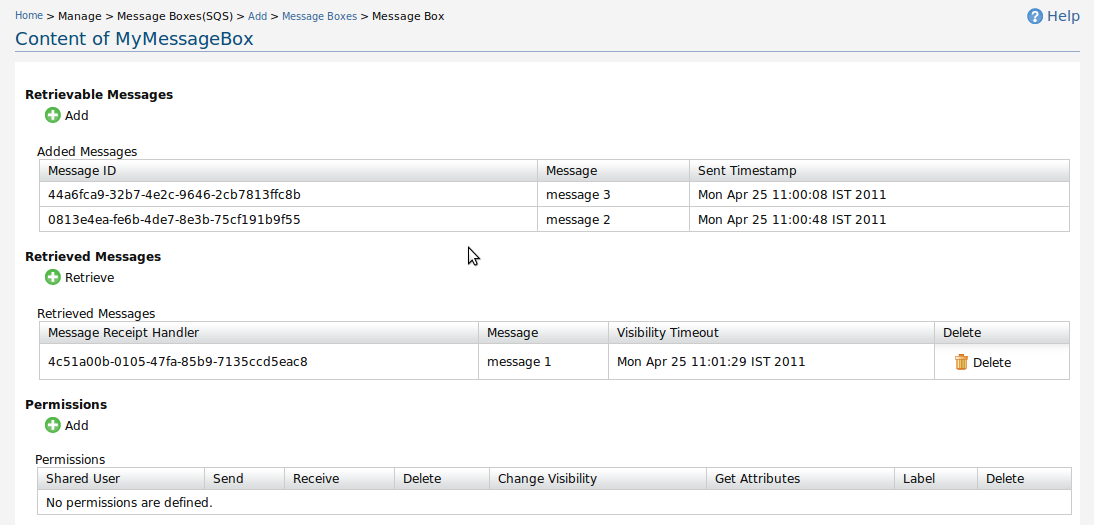 Home > Manage > Message Boxes(SQS) > Add > Message Boxes > Message Box
Help
Content of MyMessageBox
Retrievable Messages
Add
Added Messages
Message ID Message Sent Timestamp
44a6fca9-32b7-4e2c-9646-2cb7813ffc8b message 3 Mon Apr 25 11:00:08 IST 2011
0813e4ea-fe6b-4de7-8e3b-75cf191b9f55 message 2 Mon Apr 25 11:00:48 IST 2011
Retrieved Messages
Retrieve
Retrieved Messages
Message Receipt Handler Message Visibility Timeout Delete
4c51a00b-0105-47fa-85b9-7135ccd5eac8 message 1 Mon Apr 25 11:01:29 IST 2011 Delete
Permissions
Add
Permissions
Shared User Send Receive Delete Change Visibility Get Attributes Label Delete
No permissions are defined.